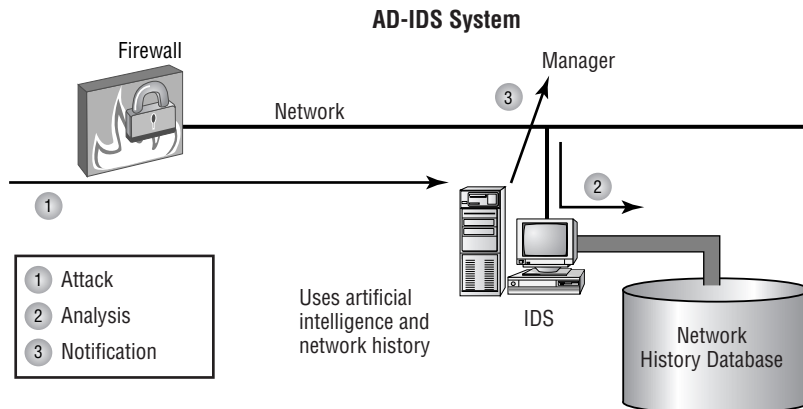 AD-IDS System
Firewall
Manager
3
Network
2
1
1 Attack
2 Analysis
3 Notification
Uses artificial
intelligence and
network history
IDS
Network
History Database